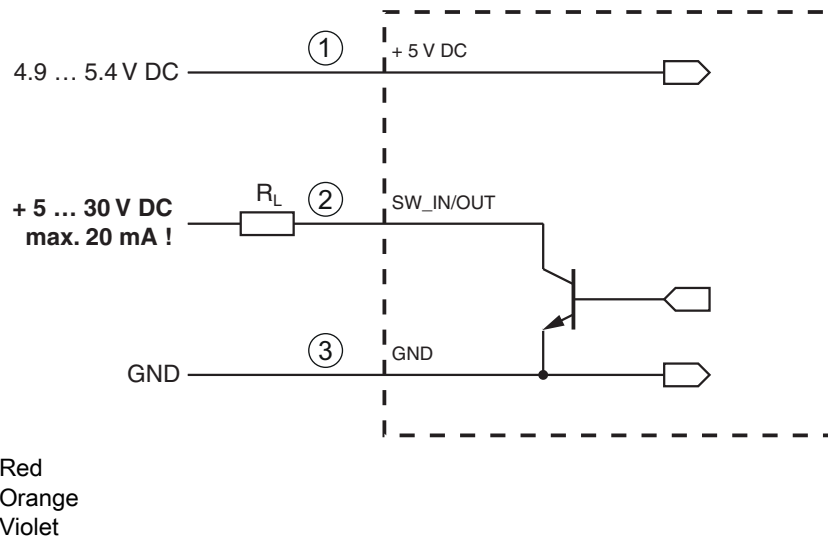 1
+ 5 V DC
4.9 … 5.4 V DC
+ 5 … 30 V DC
max. 20 mA !
RL
2
SW_IN/OUT
3
GND
GND
Red
Orange
Violet